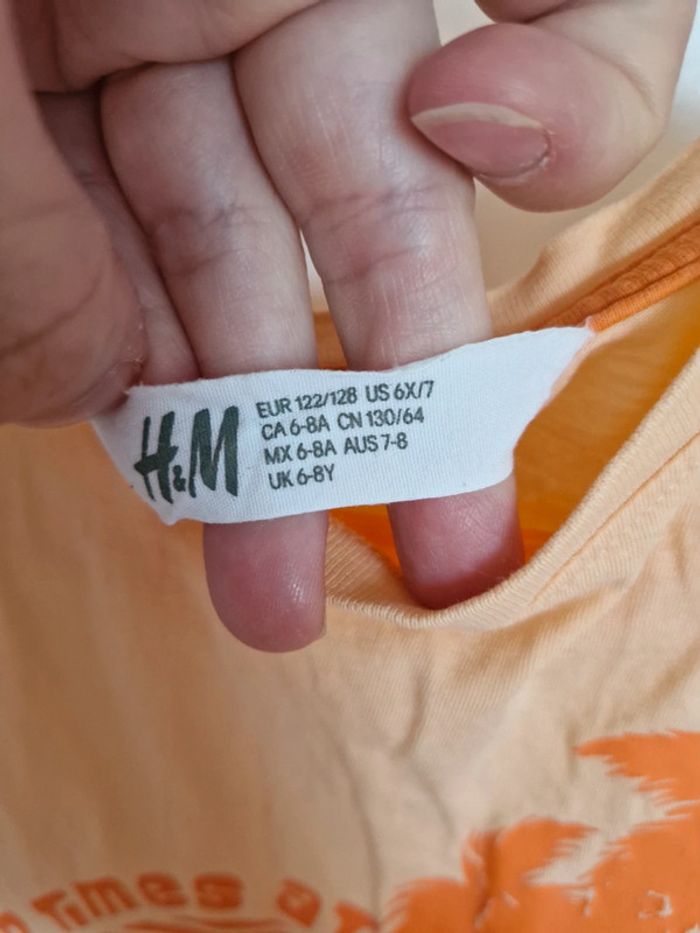 H&M
EUR 122/128 US 6X/7
CA 6-8A CN 130/64
MX 6-8A AUS 7-8
UK 6-8Y
Times